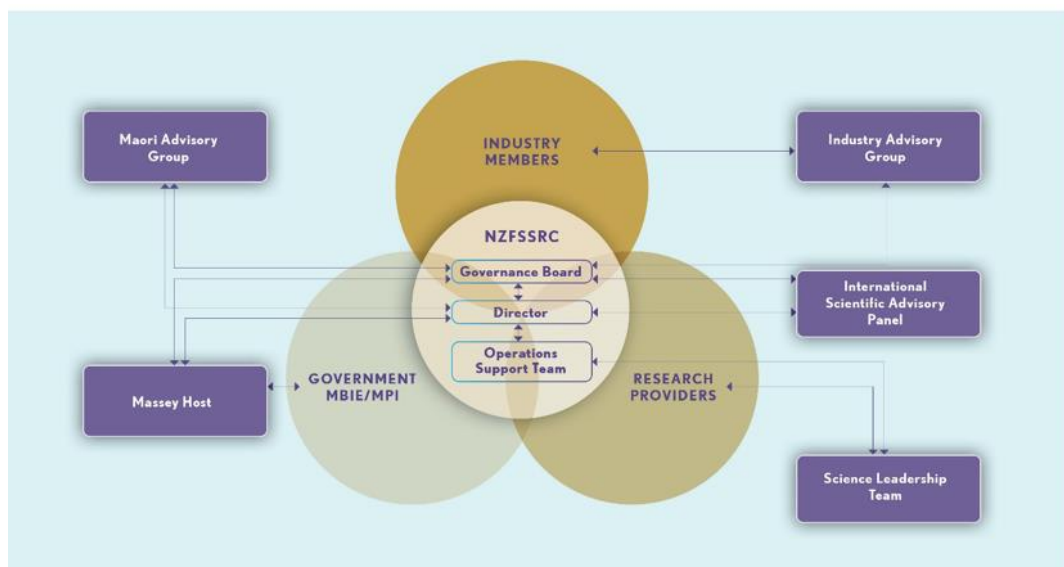 INDUSTRY
MEMBERS
Maori Advisory
Group
Industry Advisory
Group
NZFSSRC
Governance Board
Director
Operations
Support Team
International
Scientific Advisory
Panel
Massey Host
GOVERNMENT
MBIE/MPI
RESEARCH
PROVIDERS
Science Leadership
Team